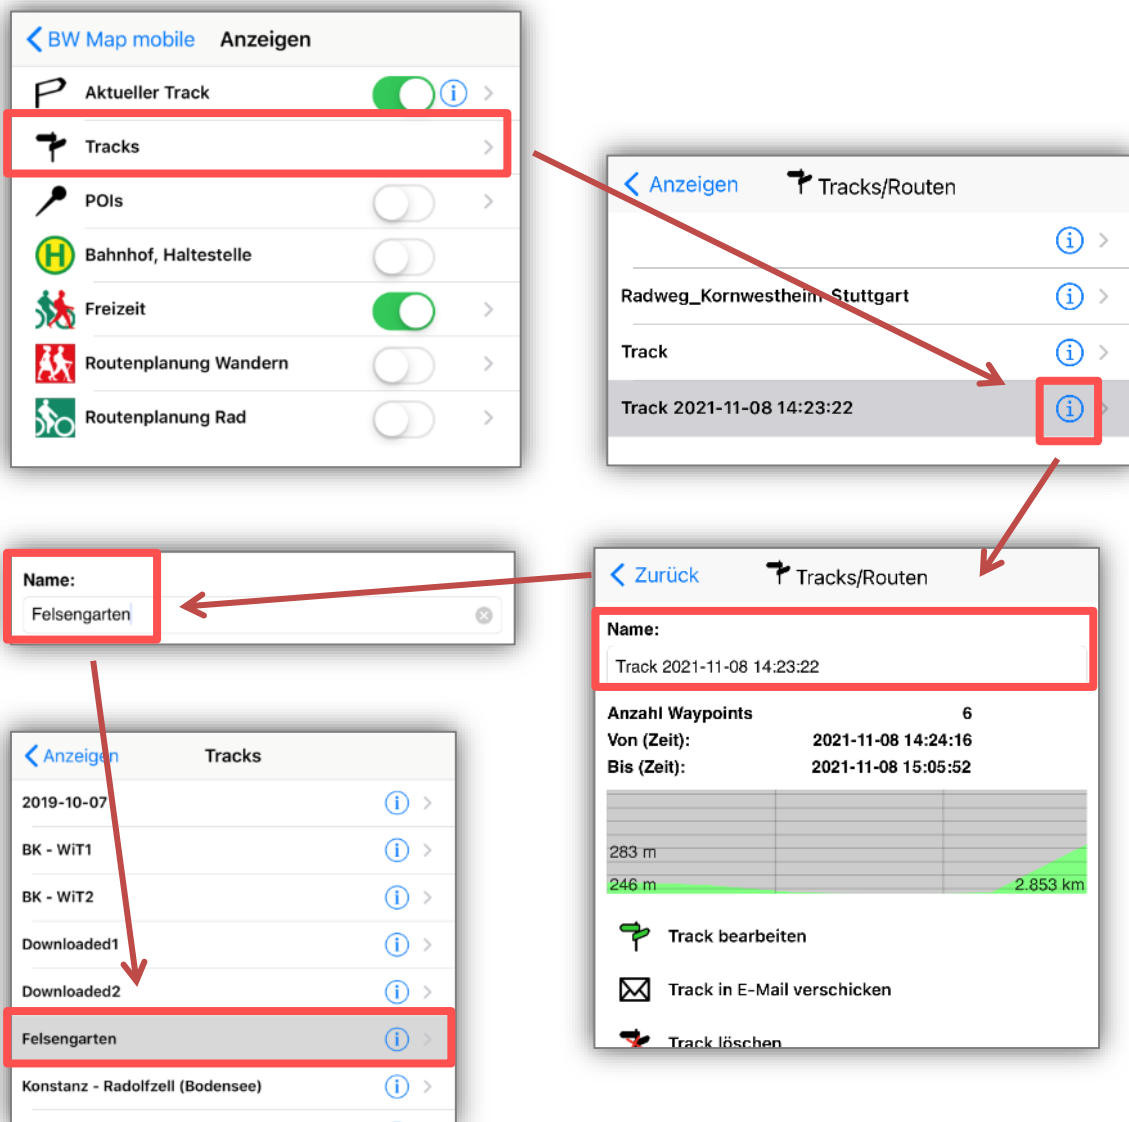 BW Map mobile Anzeigen
Aktueller Track
Tracks
POIs
Bahnhof, Haltestelle
Freizeit
Routenplanung Wandern
Routenplanung Rad
Anzeigen Tracks/Routen
Radweg_Kornwestheim-Stuttgart
Track
Track 2021-11-08 14:23:22
Zurück Tracks/Routen
Name:
Track 2021-11-08 14:23:22
Anzahl Waypoints 6
Von (Zeit): 2021-11-08 14:24:16
Bis (Zeit): 2021-11-08 15:05:52
283 m
246 m 2.853 km
Track bearbeiten
Track in E-Mail verschicken
Track löschen
Name:
Felsengarten
Anzeigen Tracks
2019-10-07
BK - WiT1
BK - WiT2
Downloaded1
Downloaded2
Felsengarten
Konstanz - Radolfzell (Bodensee)